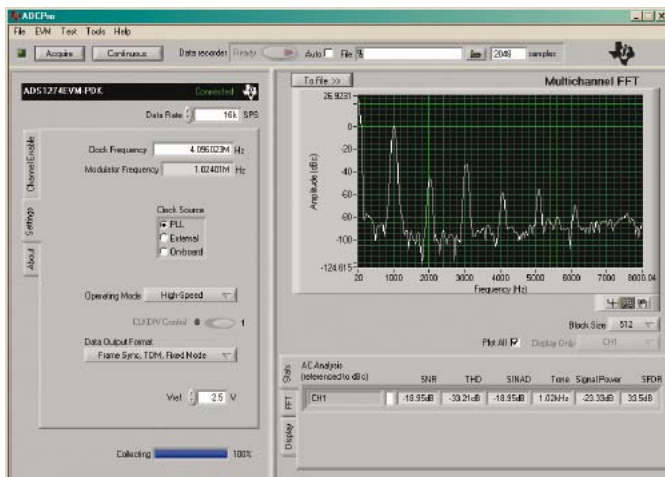 ADCPro
File EVM Test Tools Help
Acquire Continuous Data recorder Ready Auto File 2048 samples
ADS1274EVM-PDK Connected
Data Rate 16k SPS
Channel Enable
Settings
About
Clock Frequency 4.096023M Hz
Modulator Frequency 1.02401M Hz
Clock Source
PLL
External
Onboard
Operating Mode High-Speed
CLKDIV Control 0 1
Data Output Format
Frame Sync, TDM, Fixed Mode
Vref 2.5 V
Collecting 100%
To File >> Multichannel FFT
Amplitude (dBc)
26.9231
0
-20
-40
-60
-80
-100
-124.615
20 1000 2000 3000 4000 5000 6000 7000 8000.04
Frequency (Hz)
Block Size 512
Plot All Display Only CH1
Stats
FFT
Display
AC Analysis
(referenced to dBc) SNR THD SINAD Tone Signal Power SFDR
CH1 -18.95dB -33.21dB -18.95dB 1.02kHz -23.33dB 33.5dB